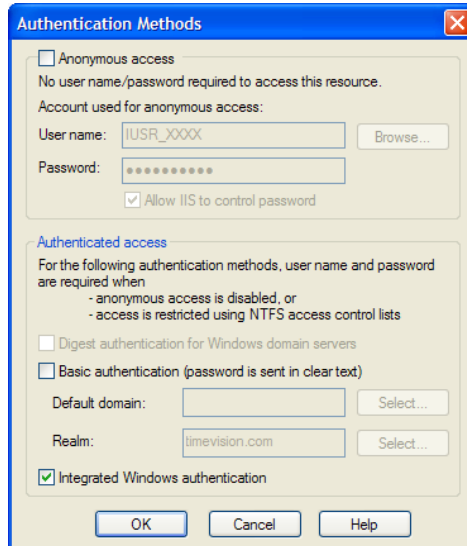 Authentication Methods
Anonymous access
No user name/password required to access this resource.
Account used for anonymous access:
User name: IUSR_XXXX Browse...
Password: ••••••••••
Allow IIS to control password
Authenticated access
For the following authentication methods, user name and password
are required when
- anonymous access is disabled, or
- access is restricted using NTFS access control lists
Digest authentication for Windows domain servers
Basic authentication (password is sent in clear text)
Default domain: Select...
Realm: timevision.com Select...
Integrated Windows authentication
OK Cancel Help